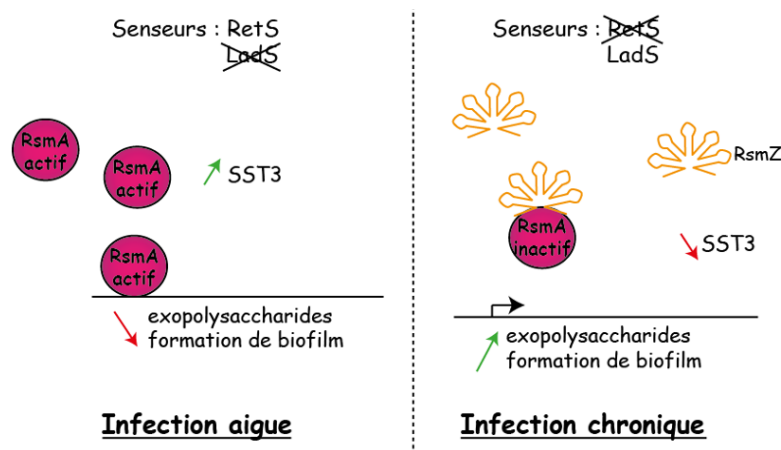 Senseurs : RetS
LadS
RsmA
actif
RsmA
actif
SST3
RsmA
actif
exopolysaccharides
formation de biofilm
Infection aigue
Senseurs : RetS
LadS
RsmZ
RsmA
inactif
SST3
exopolysaccharides
formation de biofilm
Infection chronique